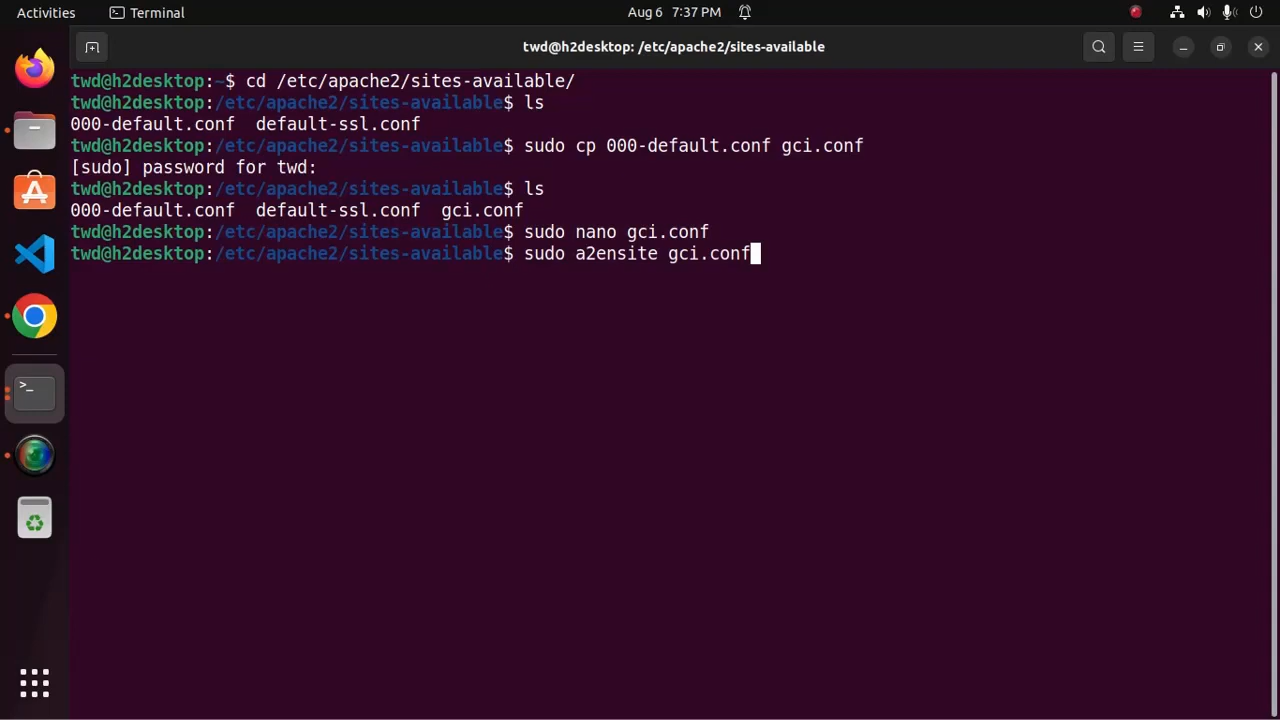 Activities
Terminal
Aug 6 7:37 PM
twd@h2desktop: /etc/apache2/sites-available
twd@h2desktop:~$ cd /etc/apache2/sites-available/
twd@h2desktop:/etc/apache2/sites-available$ ls
000-default.conf  default-ssl.conf
twd@h2desktop:/etc/apache2/sites-available$ sudo cp 000-default.conf gci.conf
[sudo] password for twd:
twd@h2desktop:/etc/apache2/sites-available$ ls
000-default.conf  default-ssl.conf  gci.conf
twd@h2desktop:/etc/apache2/sites-available$ sudo nano gci.conf
twd@h2desktop:/etc/apache2/sites-available$ sudo a2ensite gci.conf